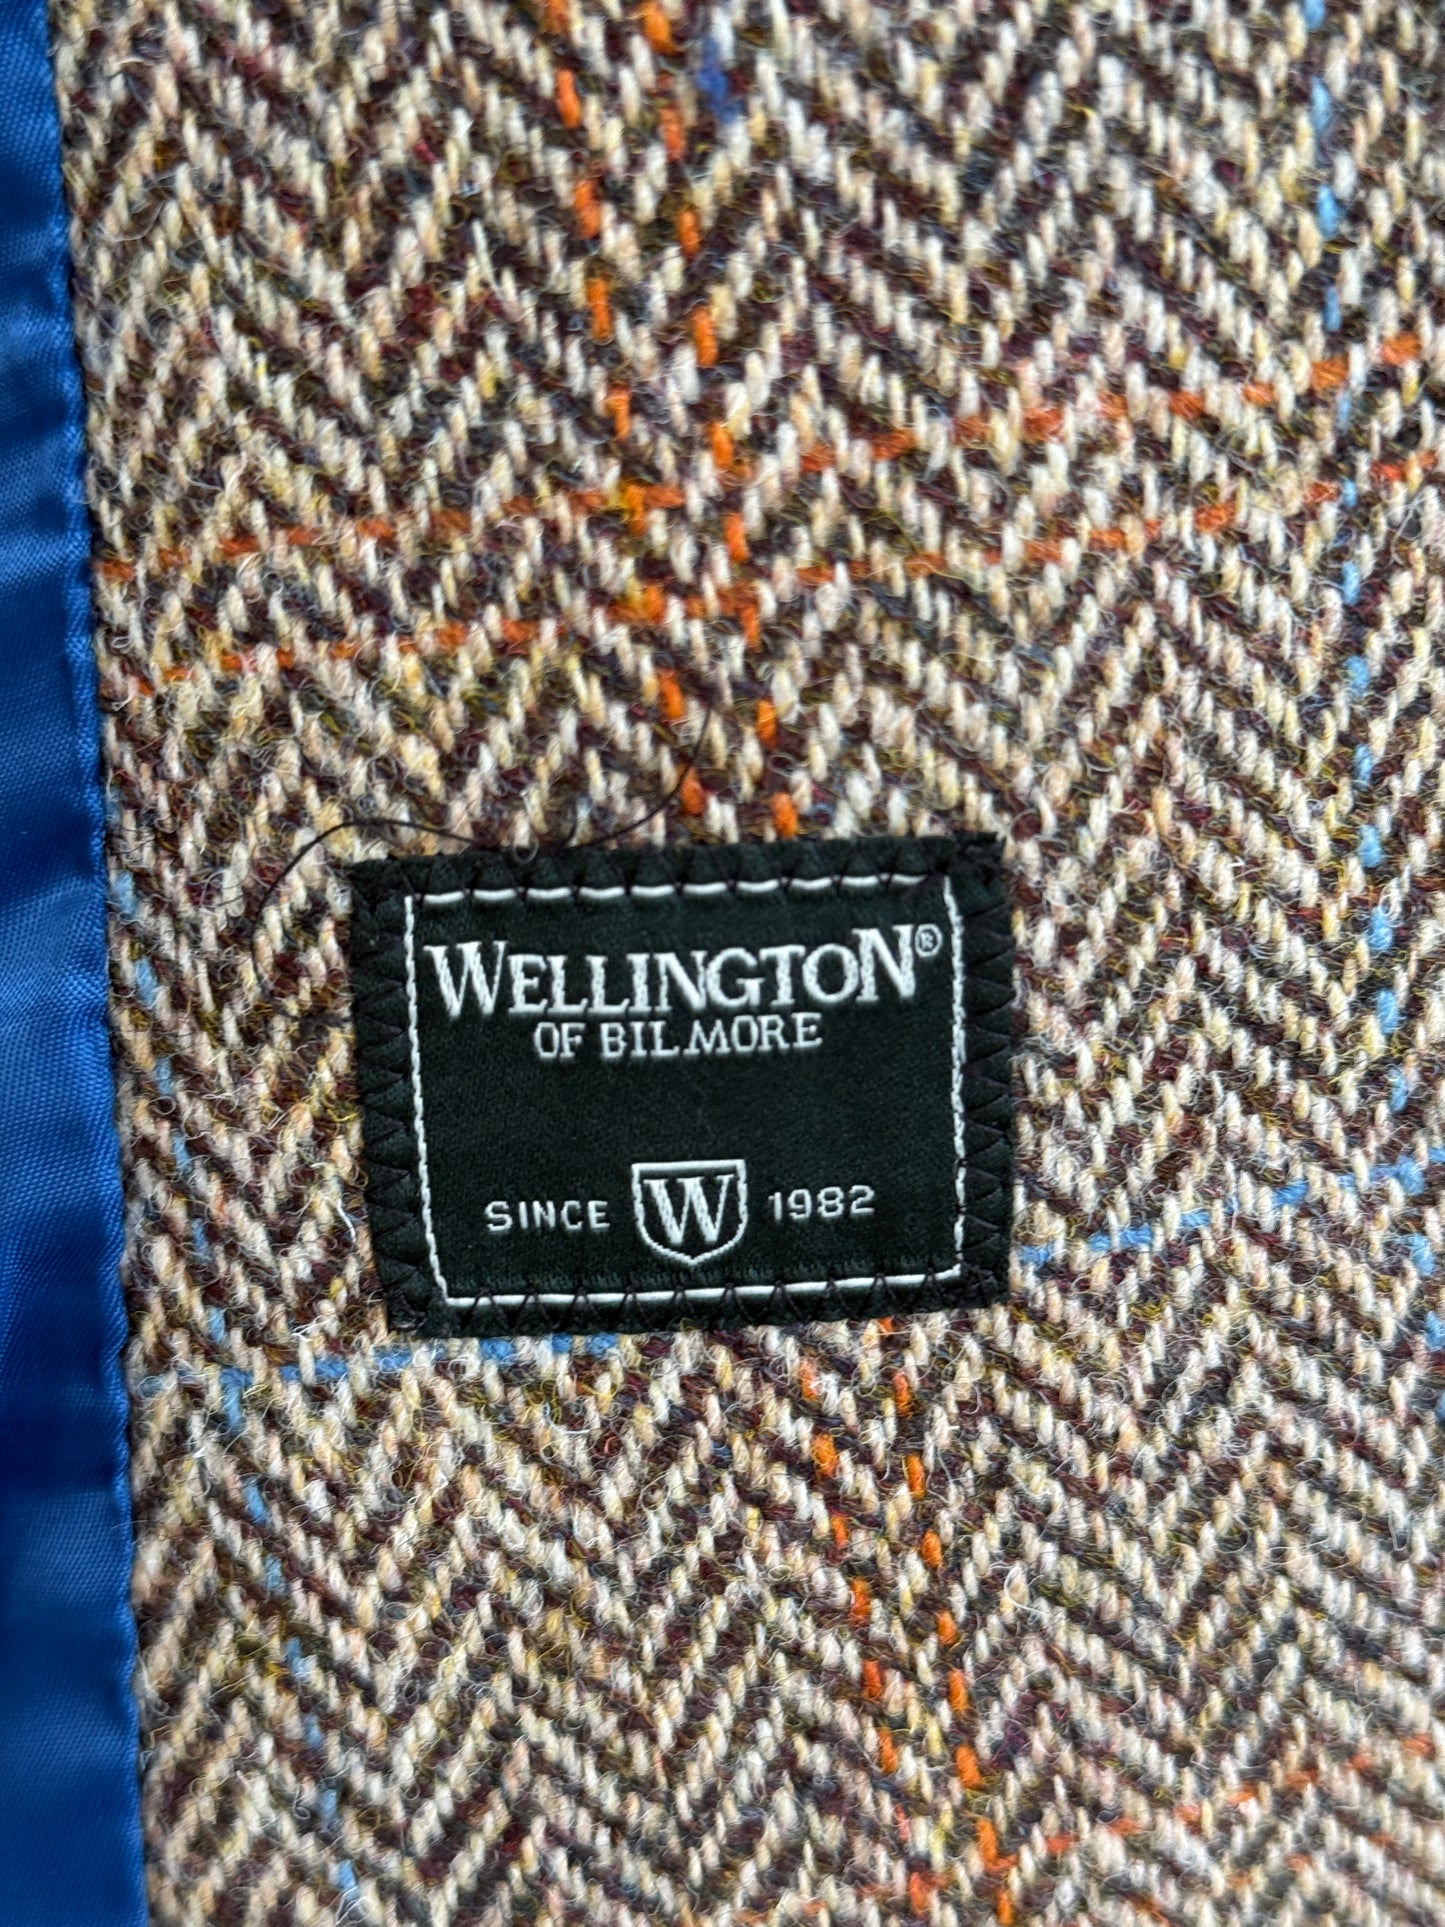 WELLINGTON®
OF BILMORE
SINCE W 1982